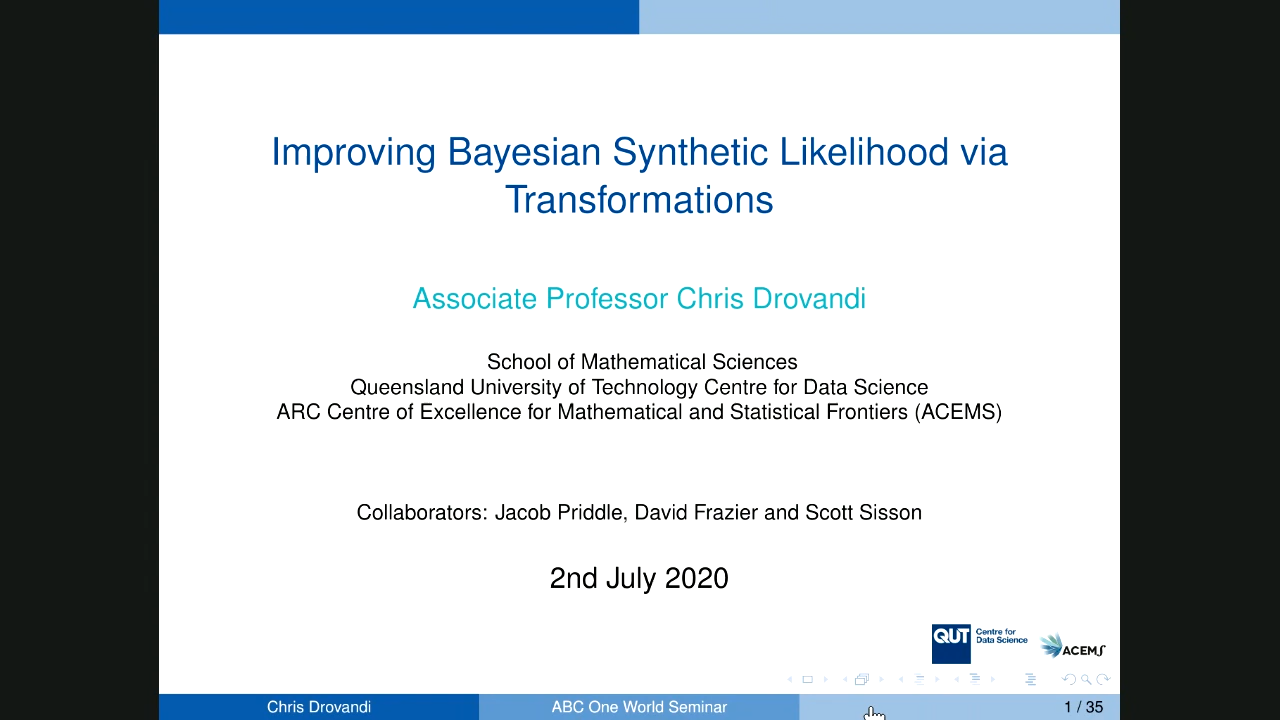 Improving Bayesian Synthetic Likelihood via
Transformations
Associate Professor Chris Drovandi
School of Mathematical Sciences
Queensland University of Technology Centre for Data Science
ARC Centre of Excellence for Mathematical and Statistical Frontiers (ACEMS)
Collaborators: Jacob Priddle, David Frazier and Scott Sisson
2nd July 2020
QUT Centre for
Data Science
ACEMS
Chris Drovandi
ABC One World Seminar
1 / 35